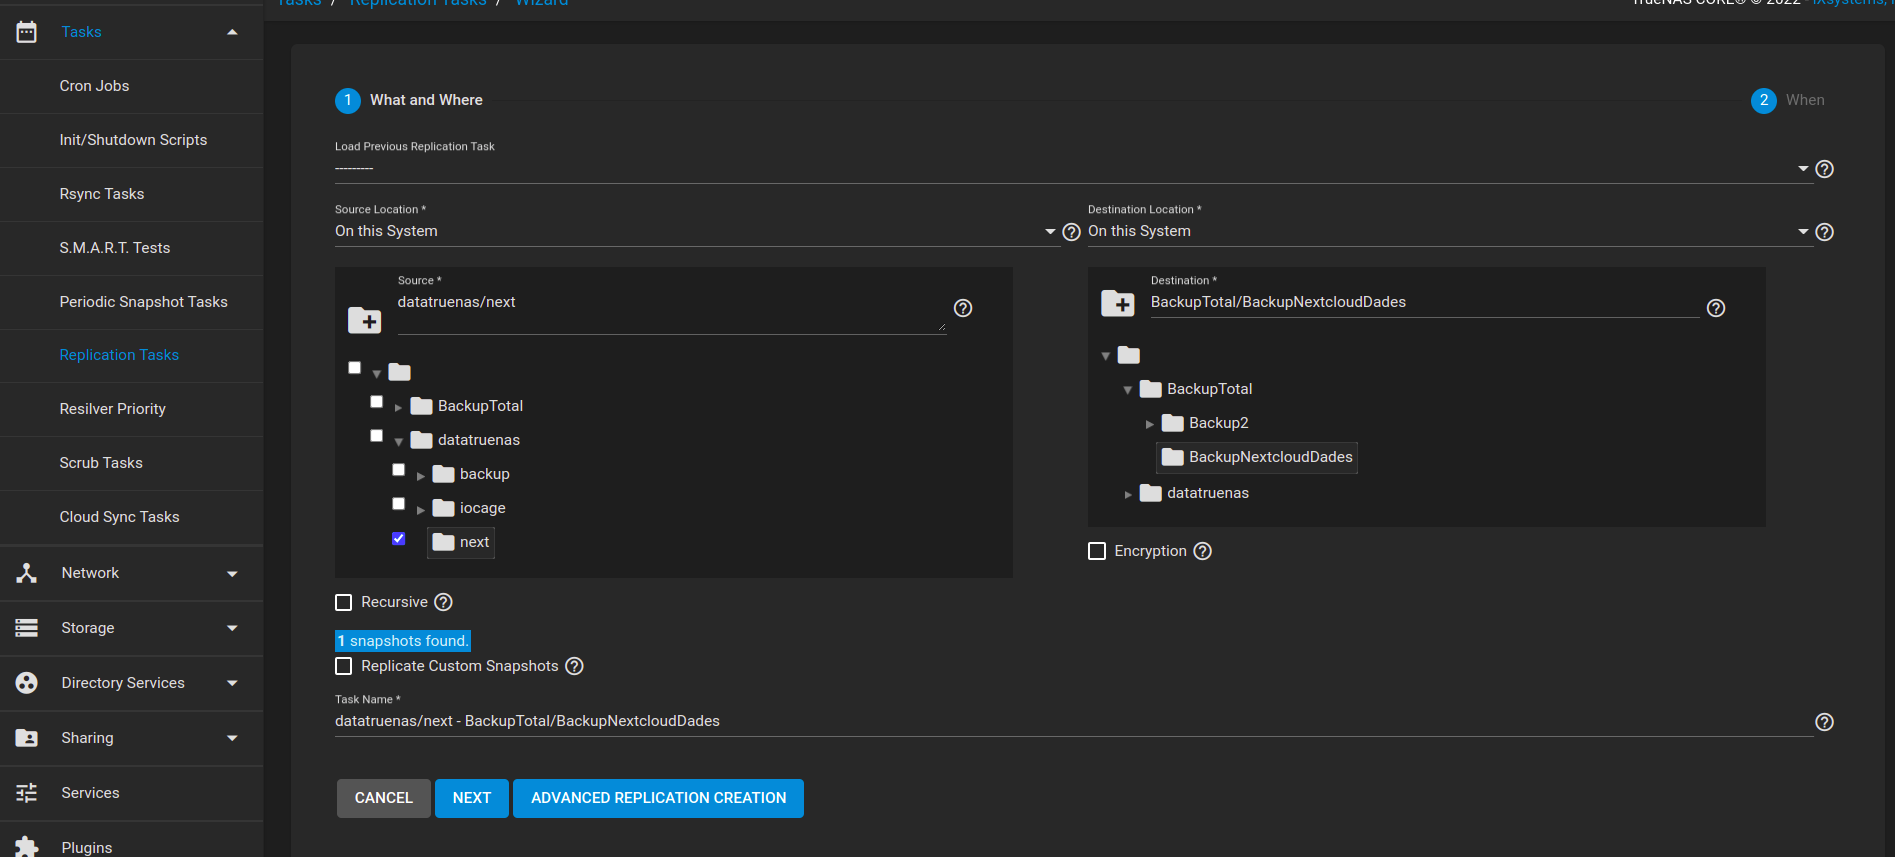 Tasks / Replication Tasks / Wizard
TrueNAS CORE® © 2022 - iXsystems,
Tasks
Cron Jobs
Init/Shutdown Scripts
Rsync Tasks
S.M.A.R.T. Tests
Periodic Snapshot Tasks
Replication Tasks
Resilver Priority
Scrub Tasks
Cloud Sync Tasks
Network
Storage
Directory Services
Sharing
Services
Plugins
1 What and Where
2 When
Load Previous Replication Task
---------
Source Location *
On this System
Destination Location *
On this System
Source *
datatruenas/next
BackupTotal
datatruenas
backup
iocage
next
Destination *
BackupTotal/BackupNextcloudDades
BackupTotal
Backup2
BackupNextcloudDades
datatruenas
Encryption
Recursive
1 snapshots found.
Replicate Custom Snapshots
Task Name *
datatruenas/next - BackupTotal/BackupNextcloudDades
CANCEL
NEXT
ADVANCED REPLICATION CREATION